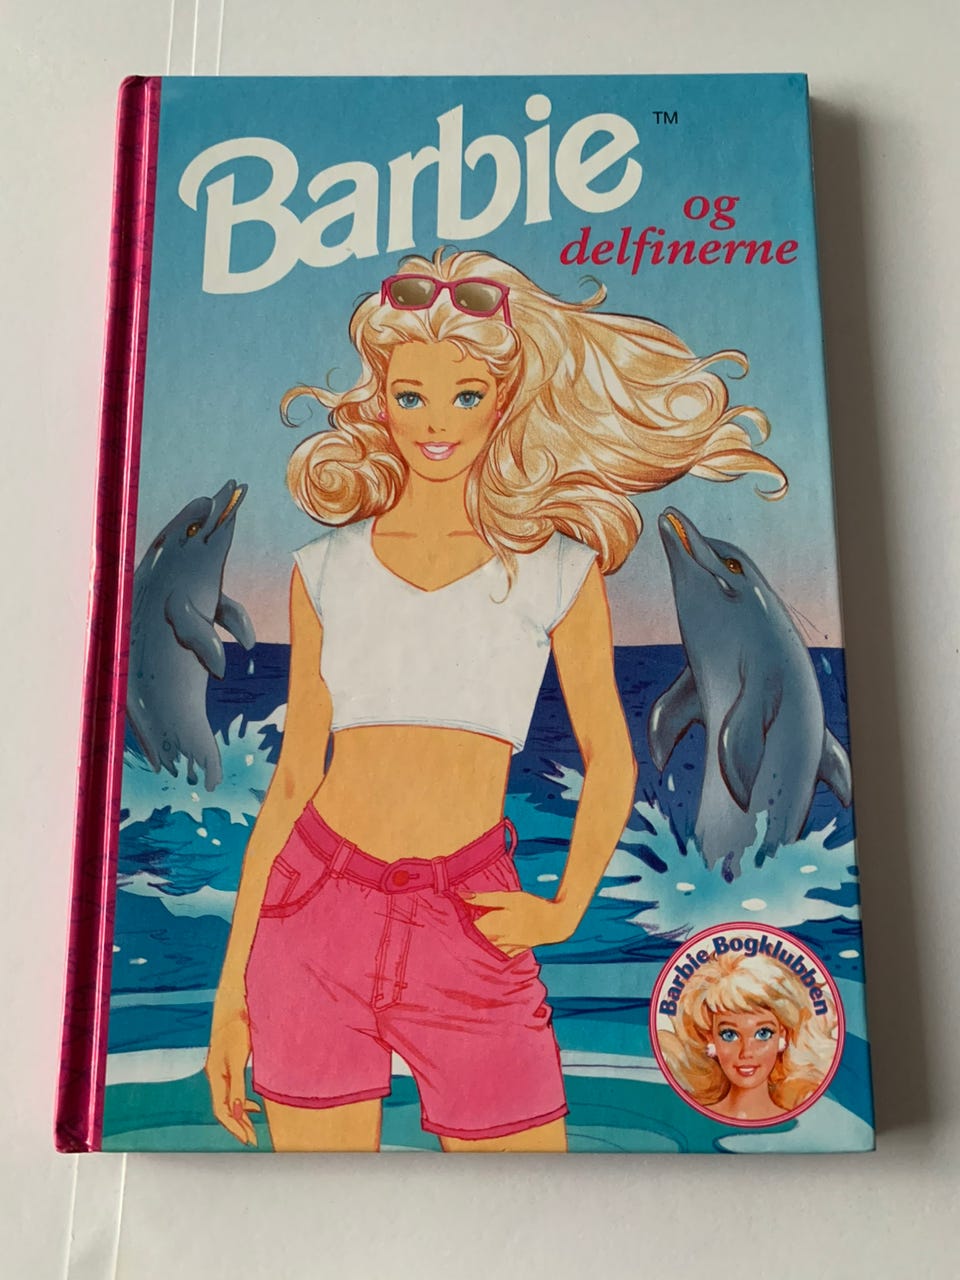 Barbie™
og
delfinerne
Barbie Bogklubben